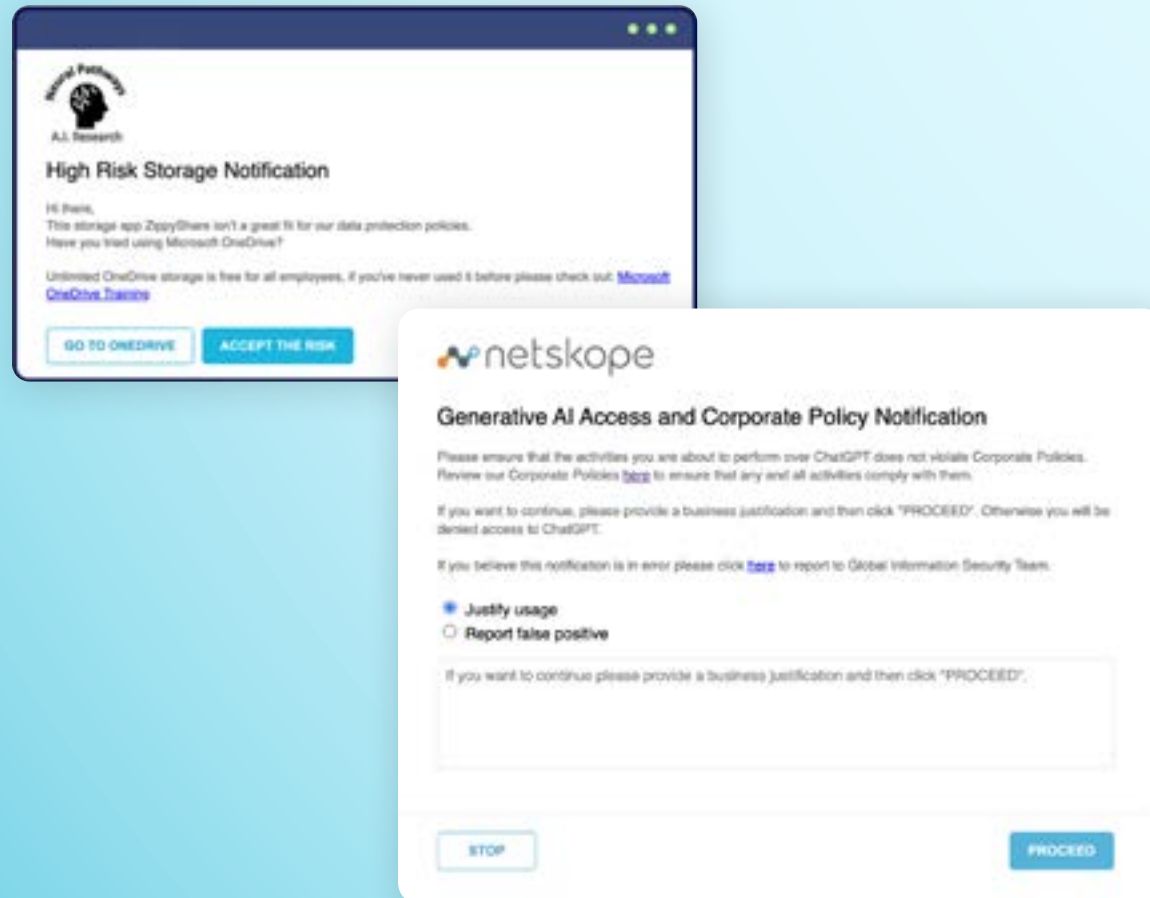 Neural Pathways
A.I. Research
High Risk Storage Notification
Hi there,
This storage app ZippyShare isn't a great fit for our data protection policies.
Have you tried using Microsoft OneDrive?
Unlimited OneDrive storage is free for all employees, if you've never used it before please check out: Microsoft
OneDrive Training
GO TO ONEDRIVE
ACCEPT THE RISK
netskope
Generative AI Access and Corporate Policy Notification
Please ensure that the activities you are about to perform over ChatGPT does not violate Corporate Policies.
Review our Corporate Policies here to ensure that any and all activities comply with them.
If you want to continue, please provide a business justification and then click "PROCEED". Otherwise you will be
denied access to ChatGPT.
If you believe this notification is in error please click here to report to Global Information Security Team.
Justify usage
Report false positive
If you want to continue please provide a business justification and then click "PROCEED".
STOP
PROCEED